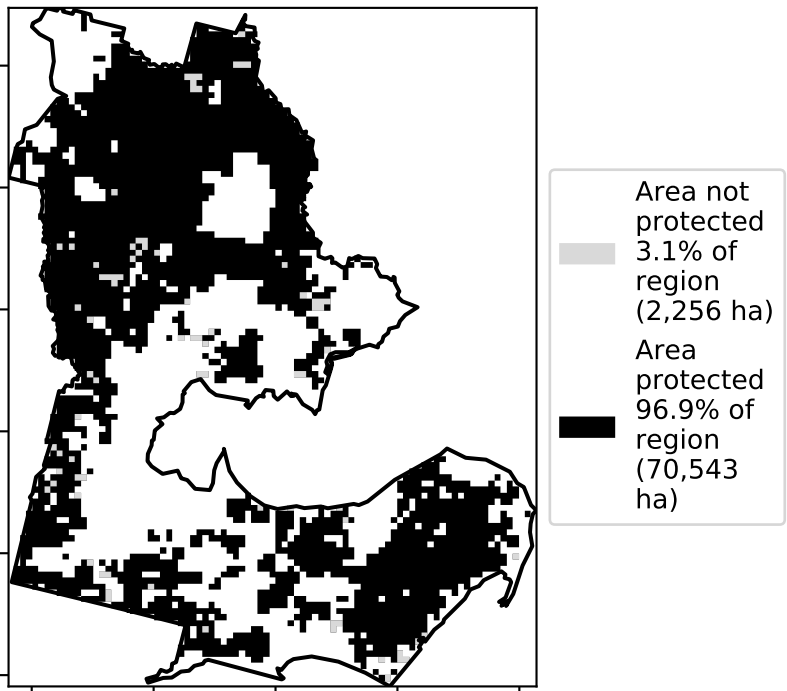 Area not
protected
3.1% of
region
(2,256 ha)
Area
protected
96.9% of
region
(70,543
ha)